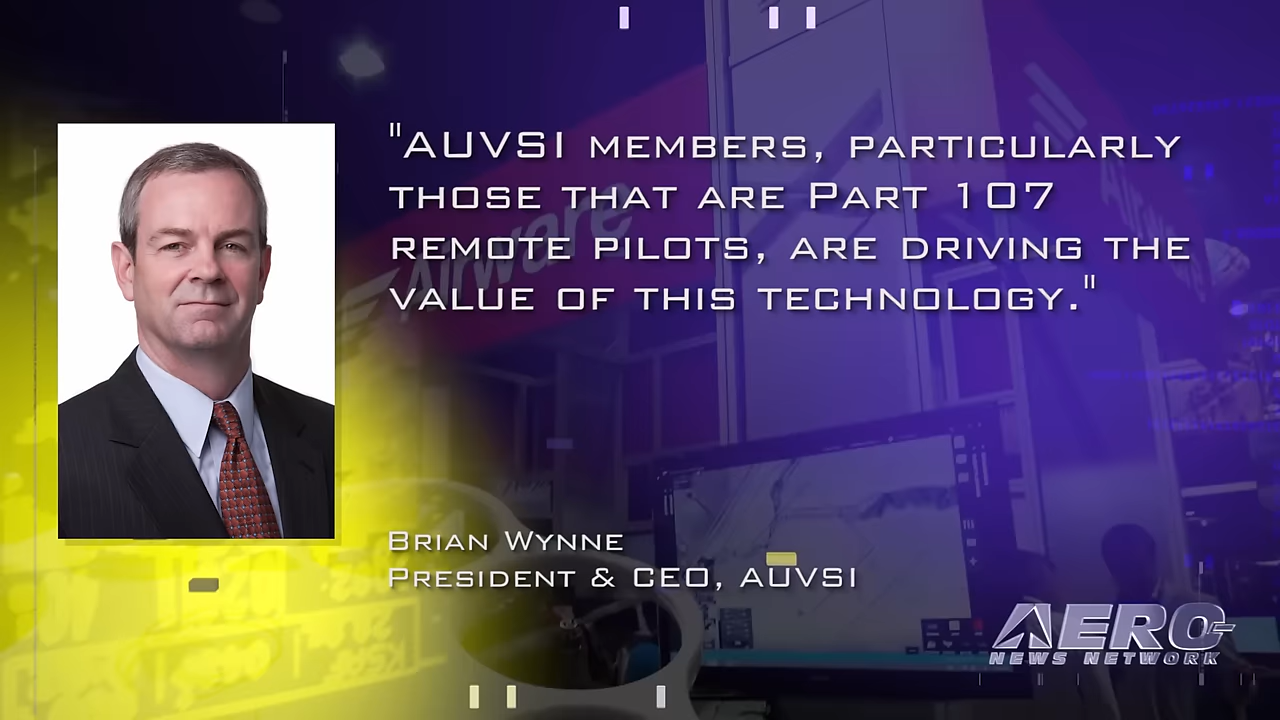 "AUVSI MEMBERS, PARTICULARLY
THOSE THAT ARE PART 107
REMOTE PILOTS, ARE DRIVING THE
VALUE OF THIS TECHNOLOGY."
BRIAN WYNNE
PRESIDENT & CEO, AUVSI
Airware
AERO
NEWS NETWORK